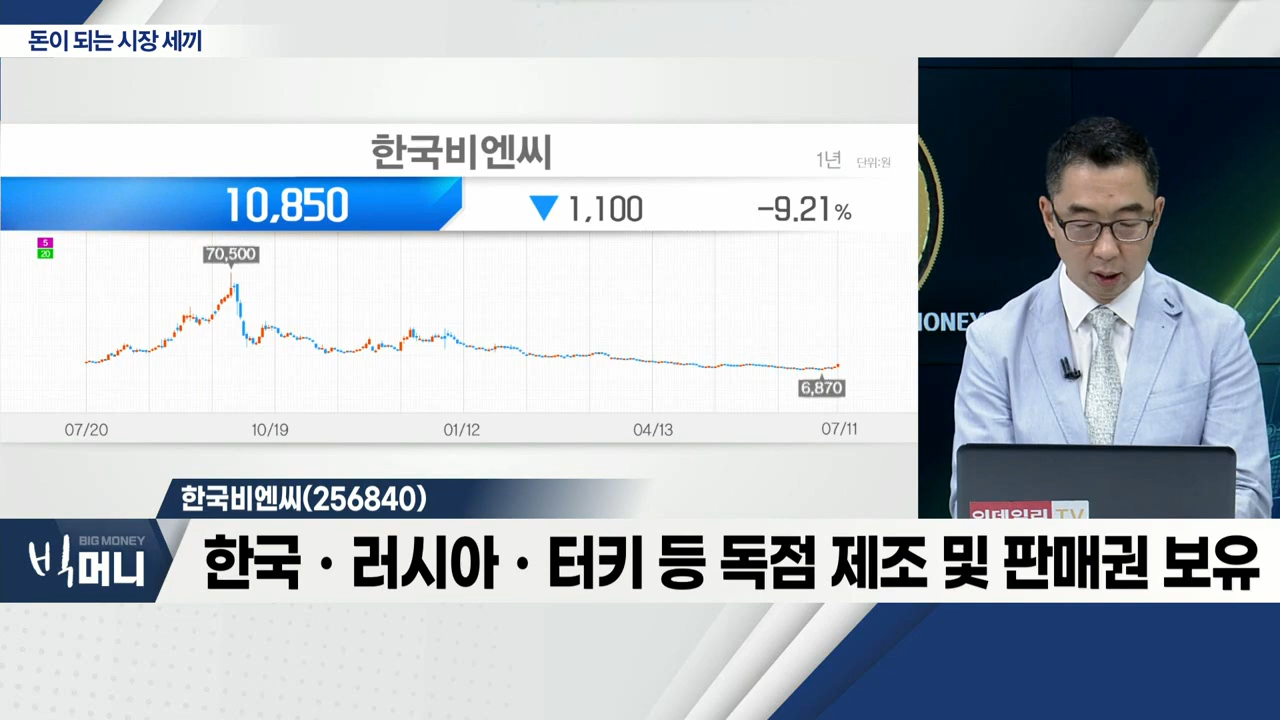 돈이 되는 시장 세끼
한국비엔씨
1년 단위:원
10,850 ▼ 1,100 -9.21%
5
20
70,500
6,870
07/20 10/19 01/12 04/13 07/11
MONEY
이데일리TV
한국비엔씨(256840)
BIG MONEY
빅머니
한국·러시아·터키 등 독점 제조 및 판매권 보유